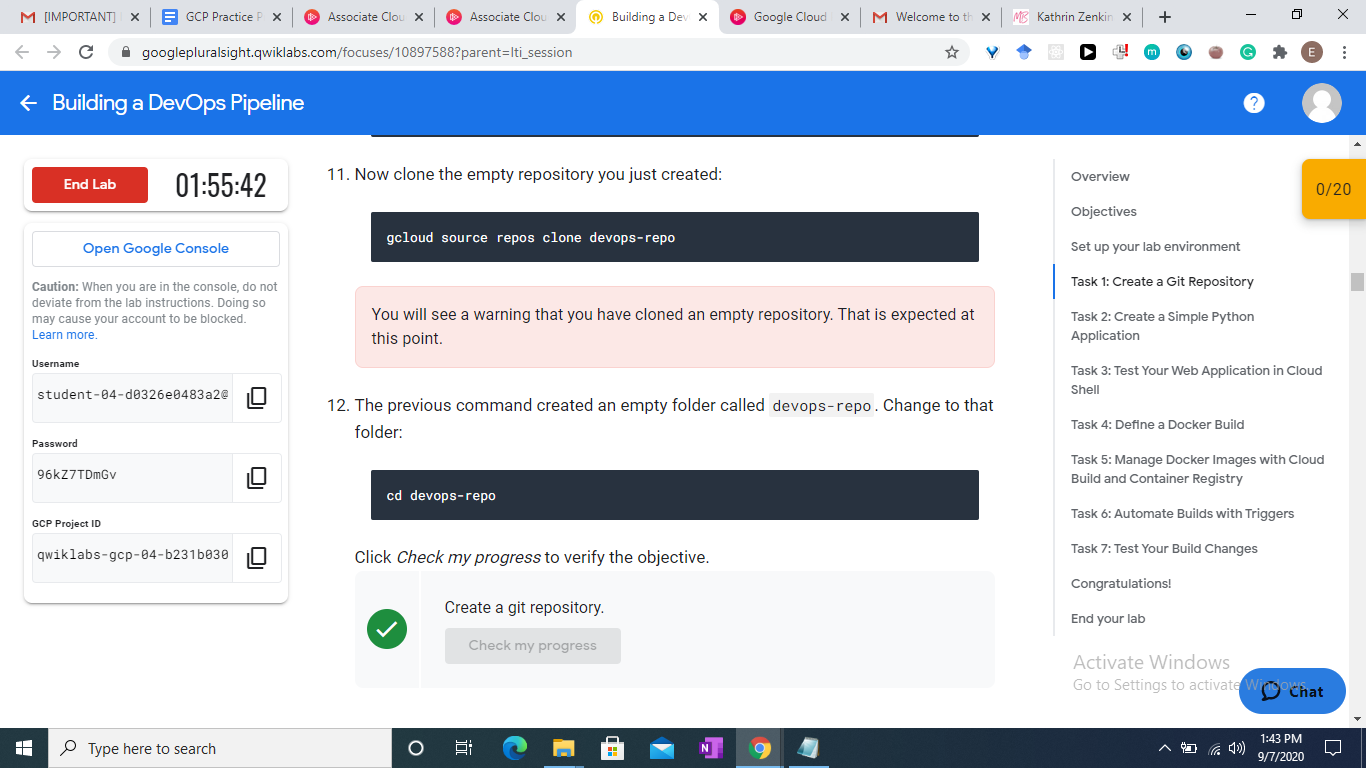 [IMPORTANT]
GCP Practice P
Associate Clou
Associate Clou
Building a Dev
Google Cloud
Welcome to th
Kathrin Zenkin
googlepluralsight.qwiklabs.com/focuses/10897588?parent=lti_session
E
Building a DevOps Pipeline
?
End Lab
01:55:42
Open Google Console
Caution: When you are in the console, do not
deviate from the lab instructions. Doing so
may cause your account to be blocked.
Learn more.
Username
student-04-d0326e0483a2@
Password
96kZ7TDmGv
GCP Project ID
qwiklabs-gcp-04-b231b030
11. Now clone the empty repository you just created:
gcloud source repos clone devops-repo
You will see a warning that you have cloned an empty repository. That is expected at
this point.
12. The previous command created an empty folder called devops-repo. Change to that
folder:
cd devops-repo
Click Check my progress to verify the objective.
Create a git repository.
Check my progress
Overview
Objectives
Set up your lab environment
Task 1: Create a Git Repository
Task 2: Create a Simple Python
Application
Task 3: Test Your Web Application in Cloud
Shell
Task 4: Define a Docker Build
Task 5: Manage Docker Images with Cloud
Build and Container Registry
Task 6: Automate Builds with Triggers
Task 7: Test Your Build Changes
Congratulations!
End your lab
0/20
Activate Windows
Go to Settings to activate Windows.
Chat
Type here to search
1:43 PM
9/7/2020